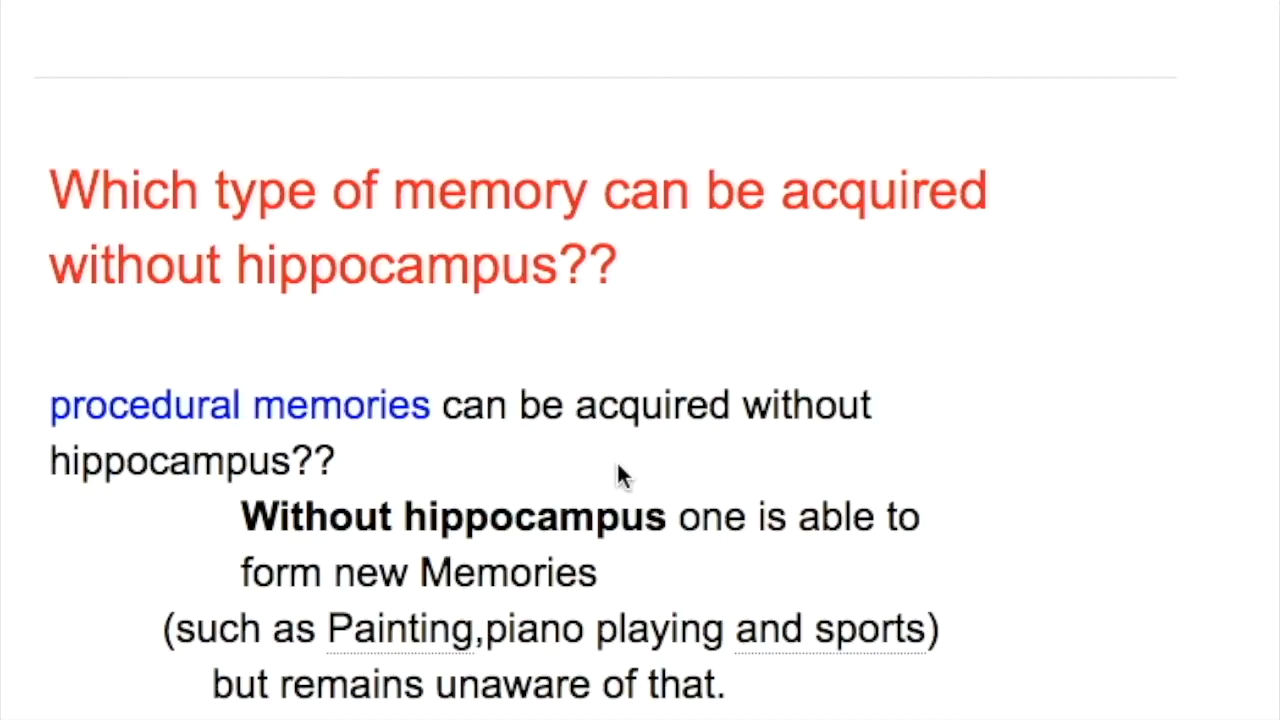 Which type of memory can be acquired
without hippocampus??
procedural memories can be acquired without
hippocampus??
Without hippocampus one is able to
form new Memories
(such as Painting,piano playing and sports)
but remains unaware of that.